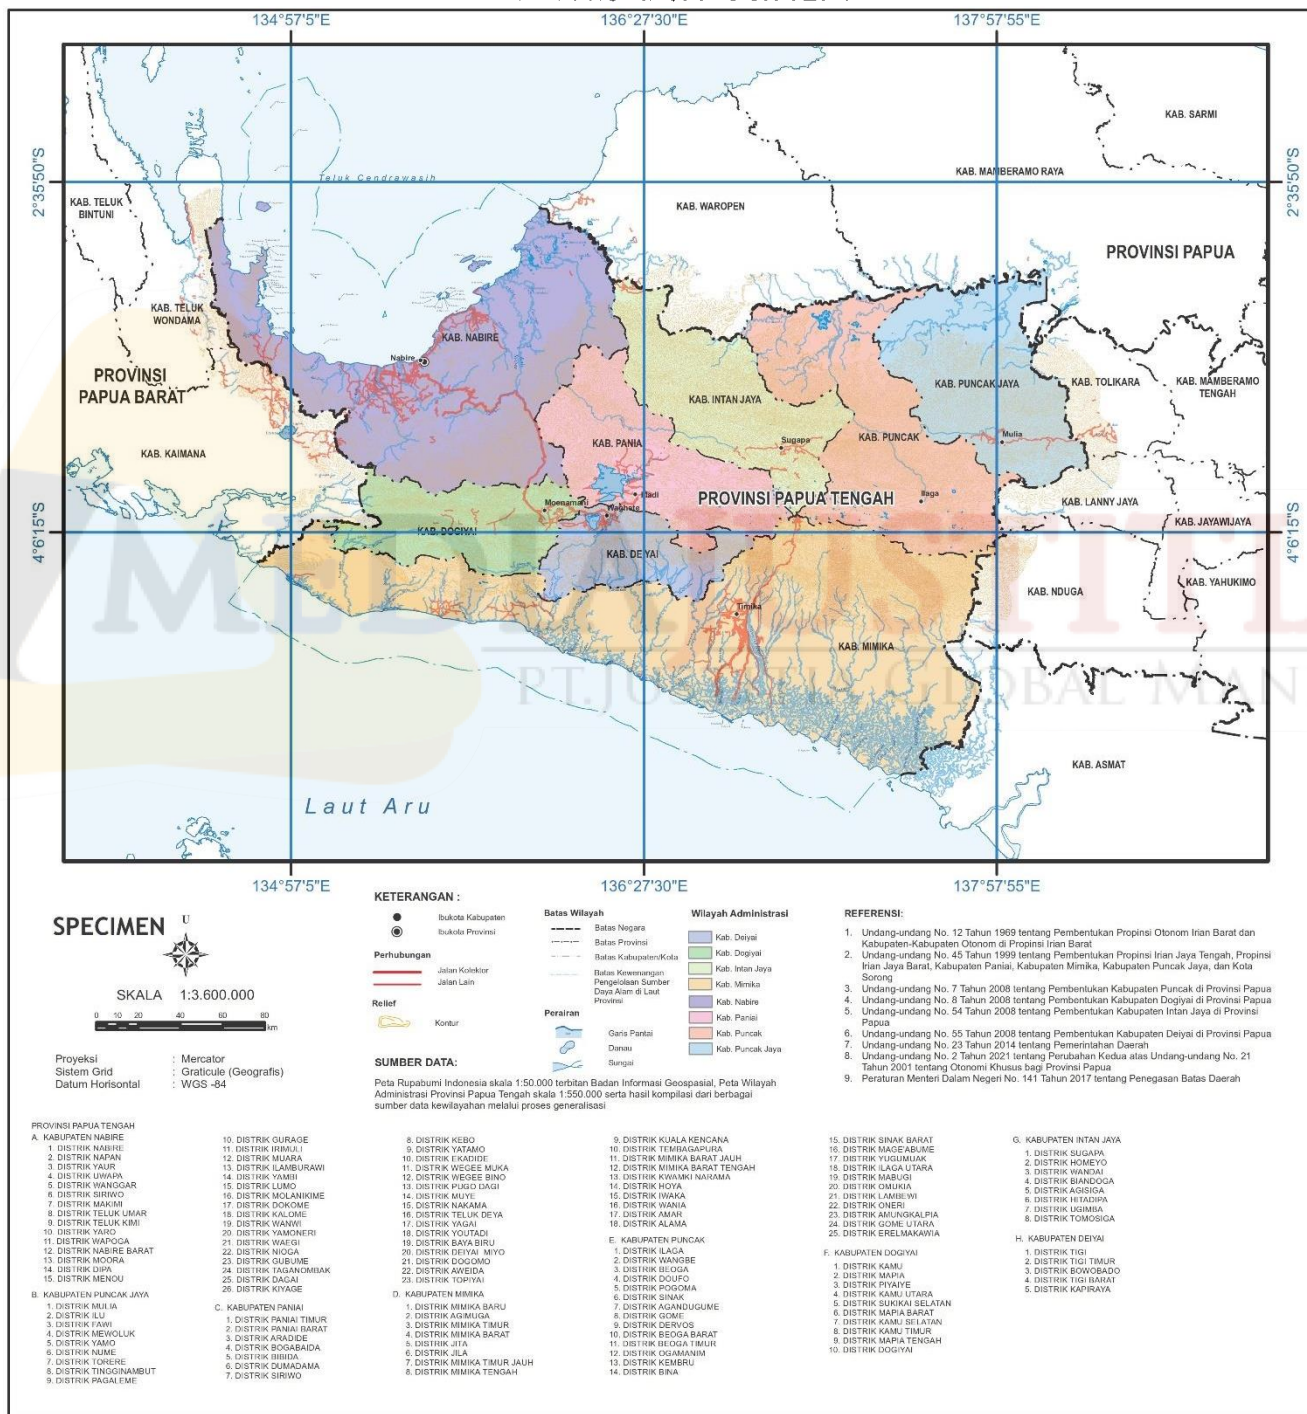 134°57'5"E
136°27'30"E
137°57'55"E
2°35'50"S
2°35'50"S
4°6'15"S
4°6'15"S
KAB. SARMI
KAB. MAMBERAMO RAYA
Teluk Cendrawasih
KAB. TELUK
BINTUNI
KAB. WAROPEN
PROVINSI PAPUA
KAB. TELUK
WONDAMA
KAB. NABIRE
Nabire
PROVINSI
PAPUA BARAT
KAB. INTAN JAYA
KAB. PUNCAK JAYA
KAB. TOLIKARA
KAB. MAMBERAMO
TENGAH
KAB. KAIMANA
KAB. PANIA
Sugapa
KAB. PUNCAK
Mulia
PROVINSI PAPUA TENGAH
Ilaga
KAB. LANNY JAYA
Moenamani
KAB. JAYAWIJAYA
KAB. DOGIYAI
KAB. DEIYAI
KAB. NDUGA
KAB. YAHUKIMO
Timika
KAB. MIMIKA
KAB. ASMAT
Laut Aru
134°57'5"E
136°27'30"E
137°57'55"E
SPECIMEN
U
SKALA 1:3.600.000
0 10 20 40 60 80
km
Proyeksi : Mercator
Sistem Grid : Graticule (Geografis)
Datum Horisontal : WGS -84
KETERANGAN :
Ibukota Kabupaten
Ibukota Provinsi
Perhubungan
Jalan Kolektor
Jalan Lain
Relief
Kontur
Batas Wilayah
Batas Negara
Batas Provinsi
Batas Kabupaten/Kota
Batas Kewenangan
Pengelolaan Sumber
Daya Alam di Laut
Provinsi
Perairan
Garis Pantai
Danau
Sungai
Wilayah Administrasi
Kab. Deiyai
Kab. Dogiyai
Kab. Intan Jaya
Kab. Mimika
Kab. Nabire
Kab. Paniai
Kab. Puncak
Kab. Puncak Jaya
SUMBER DATA:
Peta Rupabumi Indonesia skala 1:50.000 terbitan Badan Informasi Geospasial, Peta Wilayah
Administrasi Provinsi Papua Tengah skala 1:550.000 serta hasil kompilasi dari berbagai
sumber data kewilayahan melalui proses generalisasi
REFERENSI:
1. Undang-undang No. 12 Tahun 1969 tentang Pembentukan Propinsi Otonom Irian Barat dan
Kabupaten-Kabupaten Otonom di Propinsi Irian Barat
2. Undang-undang No. 45 Tahun 1999 tentang Pembentukan Propinsi Irian Jaya Tengah, Propinsi
Irian Jaya Barat, Kabupaten Paniai, Kabupaten Mimika, Kabupaten Puncak Jaya, dan Kota
Sorong
3. Undang-undang No. 7 Tahun 2008 tentang Pembentukan Kabupaten Puncak di Provinsi Papua
4. Undang-undang No. 8 Tahun 2008 tentang Pembentukan Kabupaten Dogiyai di Provinsi Papua
5. Undang-undang No. 54 Tahun 2008 tentang Pembentukan Kabupaten Intan Jaya di Provinsi
Papua
6. Undang-undang No. 55 Tahun 2008 tentang Pembentukan Kabupaten Deiyai di Provinsi Papua
7. Undang-undang No. 23 Tahun 2014 tentang Pemerintahan Daerah
8. Undang-undang No. 2 Tahun 2021 tentang Perubahan Kedua atas Undang-undang No. 21
Tahun 2001 tentang Otonomi Khusus bagi Provinsi Papua
9. Peraturan Menteri Dalam Negeri No. 141 Tahun 2017 tentang Penegasan Batas Daerah
PROVINSI PAPUA TENGAH
A. KABUPATEN NABIRE
1. DISTRIK NABIRE
2. DISTRIK NAPAN
3. DISTRIK YAUR
4. DISTRIK UWAPA
5. DISTRIK WANGGAR
6. DISTRIK SIRIWO
7. DISTRIK MAKIMI
8. DISTRIK TELUK UMAR
9. DISTRIK TELUK KIMI
10. DISTRIK YARO
11. DISTRIK WAPOGA
12. DISTRIK NABIRE BARAT
13. DISTRIK MOORA
14. DISTRIK DIPA
15. DISTRIK MENOU
B. KABUPATEN PUNCAK JAYA
1. DISTRIK MULIA
2. DISTRIK ILU
3. DISTRIK FAWI
4. DISTRIK MEWOLUK
5. DISTRIK YAMO
6. DISTRIK NUME
7. DISTRIK TORERE
8. DISTRIK TINGGINAMBUT
9. DISTRIK PAGALEME
10. DISTRIK GURAGE
11. DISTRIK IRIMULI
12. DISTRIK MUARA
13. DISTRIK ILAMBURAWI
14. DISTRIK YAMBI
15. DISTRIK LUMO
16. DISTRIK MOLANIKIME
17. DISTRIK DOKOME
18. DISTRIK KALOME
19. DISTRIK WANWI
20. DISTRIK YAMONERI
21. DISTRIK WAEGI
22. DISTRIK NIOGA
23. DISTRIK GUBUME
24. DISTRIK TAGANOMBAK
25. DISTRIK DAGAI
26. DISTRIK KIYAGE
C. KABUPATEN PANIAI
1. DISTRIK PANIAI TIMUR
2. DISTRIK PANIAI BARAT
3. DISTRIK ARADIDE
4. DISTRIK BOGABAIDA
5. DISTRIK BIBIDA
6. DISTRIK DUMADAMA
7. DISTRIK SIRIWO
8. DISTRIK KEBO
9. DISTRIK YATAMO
10. DISTRIK EKADIDE
11. DISTRIK WEGEE MUKA
12. DISTRIK WEGEE BINO
13. DISTRIK PUGO DAGI
14. DISTRIK MUYE
15. DISTRIK NAKAMA
16. DISTRIK TELUK DEYA
17. DISTRIK YAGAI
18. DISTRIK YOUTADI
19. DISTRIK BAYA BIRU
20. DISTRIK DEIYAI MIYO
21. DISTRIK DOGOMO
22. DISTRIK AWEIDA
23. DISTRIK TOPIYAI
D. KABUPATEN MIMIKA
1. DISTRIK MIMIKA BARU
2. DISTRIK AGIMUGA
3. DISTRIK MIMIKA TIMUR
4. DISTRIK MIMIKA BARAT
5. DISTRIK JITA
6. DISTRIK JILA
7. DISTRIK MIMIKA TIMUR JAUH
8. DISTRIK MIMIKA TENGAH
9. DISTRIK KUALA KENCANA
10. DISTRIK TEMBAGAPURA
11. DISTRIK MIMIKA BARAT JAUH
12. DISTRIK MIMIKA BARAT TENGAH
13. DISTRIK KWAMKI NARAMA
14. DISTRIK HOYA
15. DISTRIK IWAKA
16. DISTRIK WANIA
17. DISTRIK AMAR
18. DISTRIK ALAMA
E. KABUPATEN PUNCAK
1. DISTRIK ILAGA
2. DISTRIK WANGBE
3. DISTRIK BEOGA
4. DISTRIK DOUFO
5. DISTRIK POGOMA
6. DISTRIK SINAK
7. DISTRIK AGANDUGUME
8. DISTRIK GOME
9. DISTRIK DERVOS
10. DISTRIK BEOGA BARAT
11. DISTRIK BEOGA TIMUR
12. DISTRIK OGAMANIM
13. DISTRIK KEMBRU
14. DISTRIK BINA
15. DISTRIK SINAK BARAT
16. DISTRIK MAGE'ABUME
17. DISTRIK YUGUMUAK
18. DISTRIK ILAGA UTARA
19. DISTRIK MABUGI
20. DISTRIK OMUKIA
21. DISTRIK LAMBEWI
22. DISTRIK ONERI
23. DISTRIK AMUNGKALPIA
24. DISTRIK GOME UTARA
25. DISTRIK ERELMAKAWIA
F. KABUPATEN DOGIYAI
1. DISTRIK KAMU
2. DISTRIK MAPIA
3. DISTRIK PIYAIYE
4. DISTRIK KAMU UTARA
5. DISTRIK SUKIKAI SELATAN
6. DISTRIK MAPIA BARAT
7. DISTRIK KAMU SELATAN
8. DISTRIK KAMU TIMUR
9. DISTRIK MAPIA TENGAH
10. DISTRIK DOGIYAI
G. KABUPATEN INTAN JAYA
1. DISTRIK SUGAPA
2. DISTRIK HOMEYO
3. DISTRIK WANDAI
4. DISTRIK BIANDOGA
5. DISTRIK AGISIGA
6. DISTRIK HITADIPA
7. DISTRIK UGIMBA
8. DISTRIK TOMOSIGA
H. KABUPATEN DEIYAI
1. DISTRIK TIGI
2. DISTRIK TIGI TIMUR
3. DISTRIK BOWOBADO
4. DISTRIK TIGI BARAT
5. DISTRIK KAPIRAYA